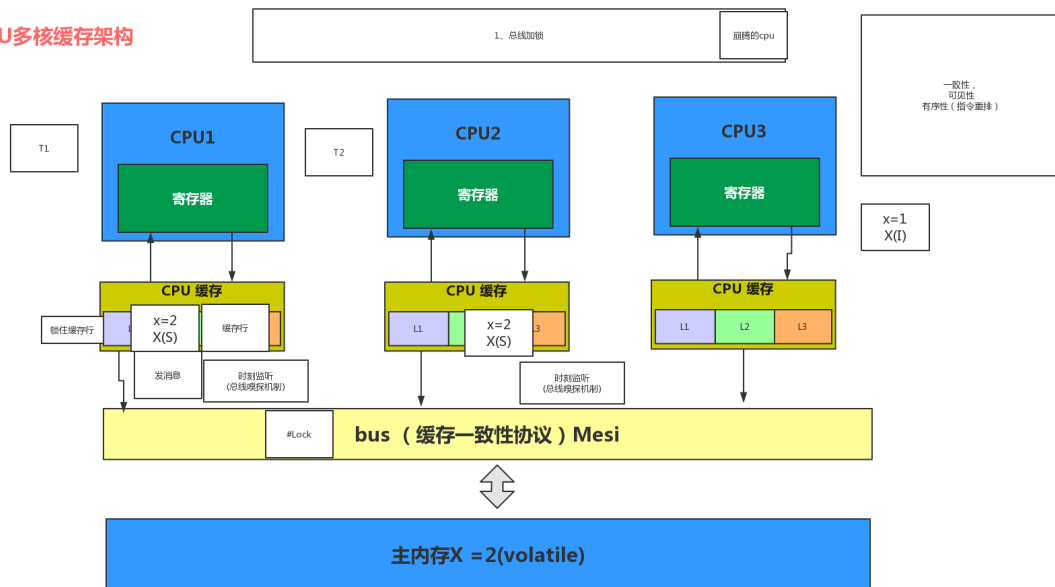 U多核缓存架构
1、总线加锁
崩腾的cpu
一致性，
可见性
有序性（指令重排）
T1
CPU1
寄存器
T2
CPU2
寄存器
CPU3
寄存器
x=1
X(I)
CPU 缓存
锁住缓存行
x=2
X(S)
缓存行
发消息
时刻监听
(总线嗅探机制)
CPU 缓存
L1
x=2
X(S)
L3
时刻监听
(总线嗅探机制)
CPU 缓存
L1
L2
L3
#Lock
bus （缓存一致性协议）Mesi
主内存X =2(volatile)